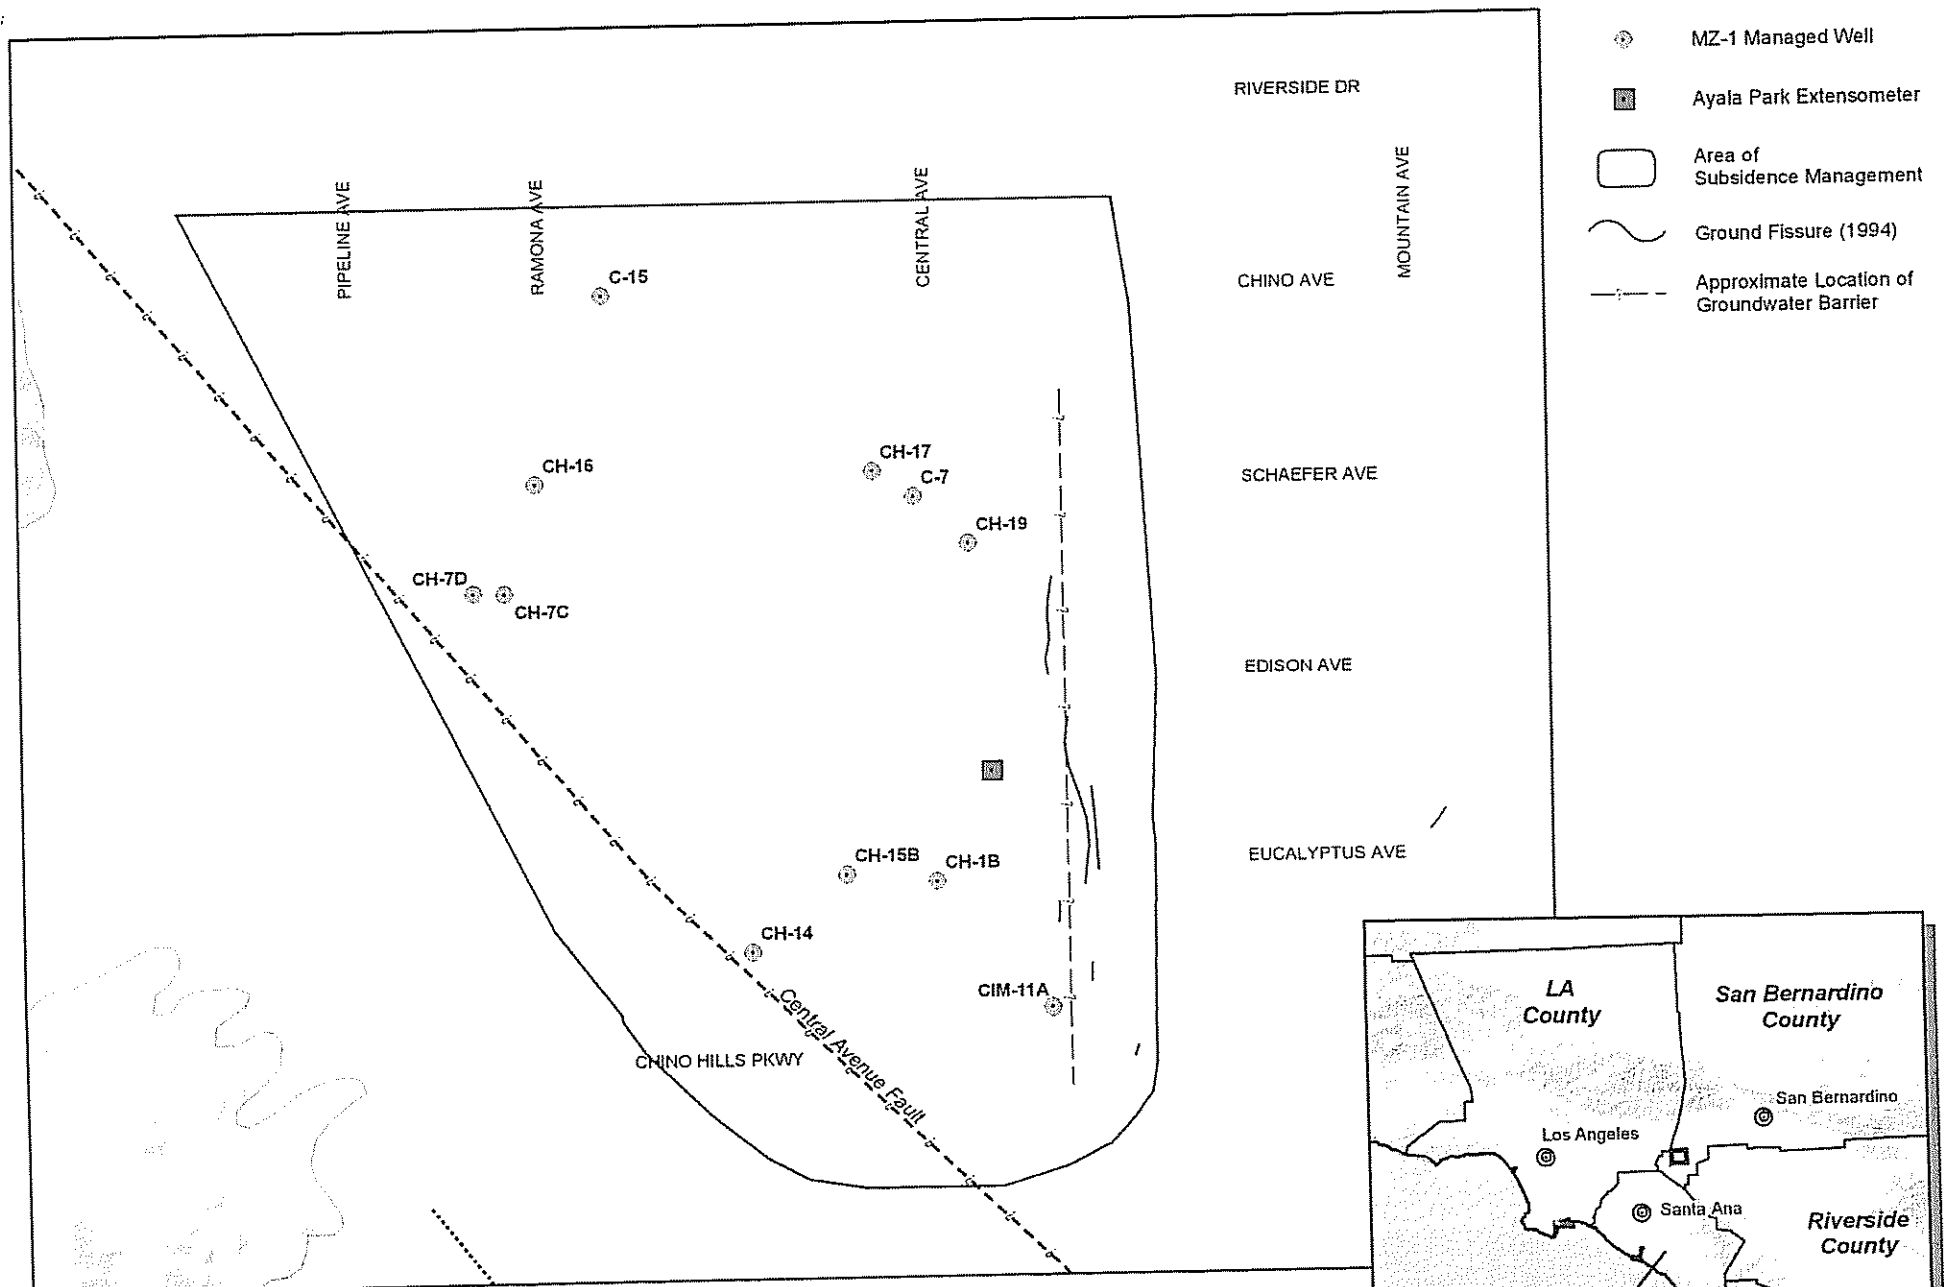 MZ-1 Managed Well
Ayala Park Extensometer
Area of
Subsidence Management
Ground Fissure (1994)
Approximate Location of
Groundwater Barrier
RIVERSIDE DR
PIPELINE AVE
RAMONA AVE
CENTRAL AVE
MOUNTAIN AVE
C-15
CHINO AVE
CH-17
CH-16
C-7
SCHAEFER AVE
CH-19
CH-7D
CH-7C
EDISON AVE
CH-15B
CH-1B
EUCALYPTUS AVE
CH-14
CIM-11A
Central Avenue Fault
CHINO HILLS PKWY
LA
County
San Bernardino
County
San Bernardino
Los Angeles
Santa Ana
Riverside
County